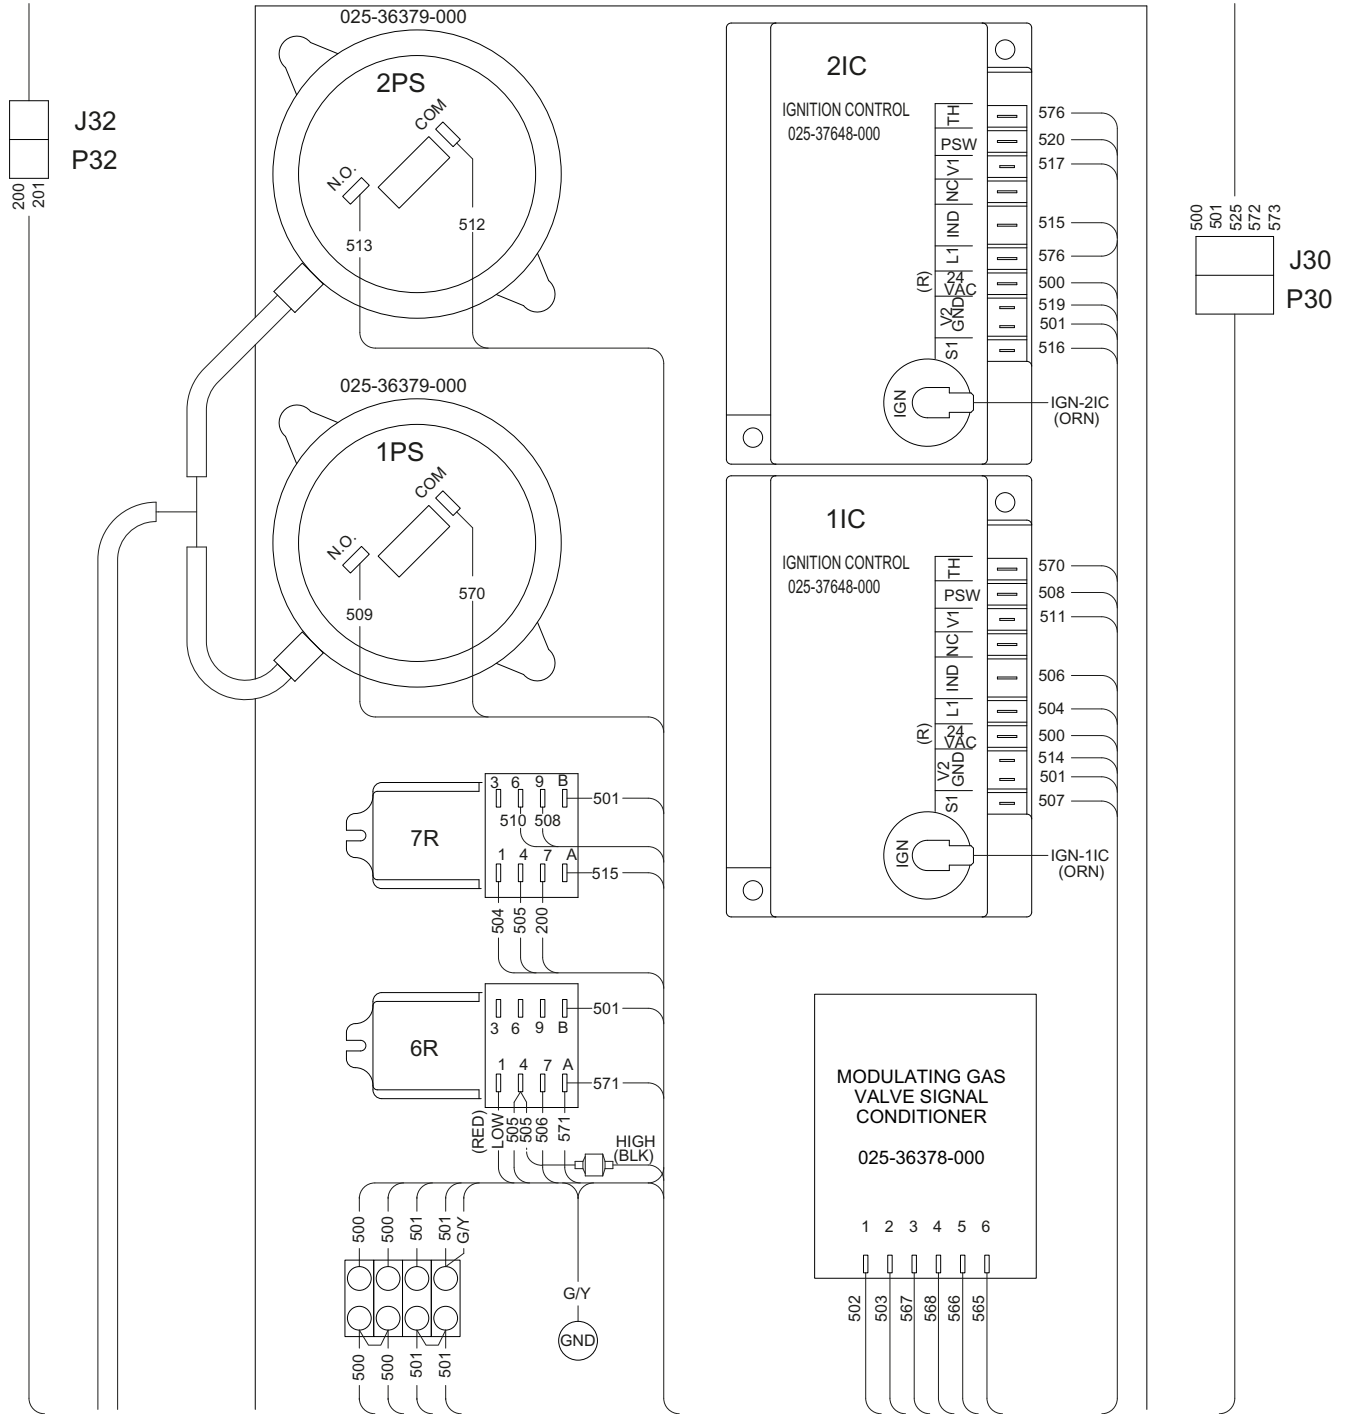 025-36379-000
2PS
COM
N.O.
513
512
J32
P32
200
201
025-36379-000
1PS
COM
N.O.
509
570
2IC
IGNITION CONTROL
025-37648-000
TH
576
PSW
520
V1
517
NC
IND
515
L1
576
(R)
24
VAC
500
V2
519
GND
501
S1
516
IGN
IGN-2IC
(ORN)
500
501
525
572
573
J30
P30
1IC
IGNITION CONTROL
025-37648-000
TH
570
PSW
508
V1
511
NC
IND
506
L1
504
(R)
24
VAC
500
V2
514
GND
501
S1
507
IGN
IGN-1IC
(ORN)
7R
3 6 9 B
501
510 508
1 4 7 A
515
504
505
200
6R
501
3 6 9 B
1 4 7 A
571
(RED)
LOW
505
505
506
571
HIGH
(BLK)
500
500
501
501
G/Y
G/Y
GND
500
500
501
501
MODULATING GAS
VALVE SIGNAL
CONDITIONER
025-36378-000
1 2 3 4 5 6
502
503
567
568
566
565